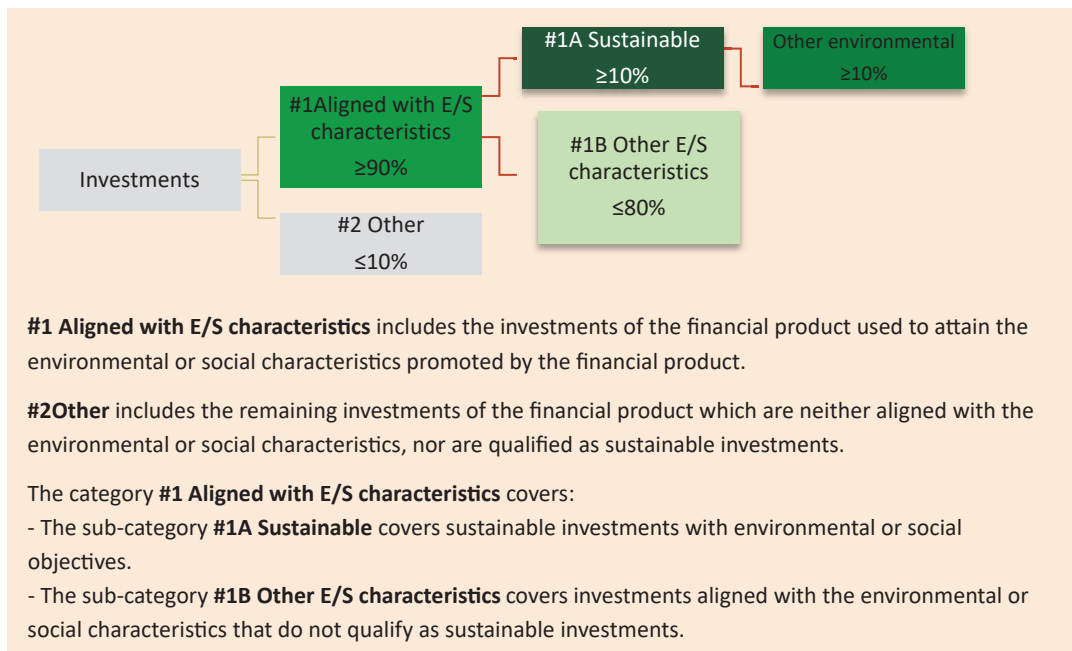 #1A Sustainable
≥10%
Other environmental
≥10%
#1Aligned with E/S
characteristics
≥90%
#1B Other E/S
characteristics
≤80%
Investments
#2 Other
≤10%
#1 Aligned with E/S characteristics includes the investments of the financial product used to attain the
environmental or social characteristics promoted by the financial product.
#2Other includes the remaining investments of the financial product which are neither aligned with the
environmental or social characteristics, nor are qualified as sustainable investments.
The category #1 Aligned with E/S characteristics covers:
- The sub-category #1A Sustainable covers sustainable investments with environmental or social
objectives.
- The sub-category #1B Other E/S characteristics covers investments aligned with the environmental or
social characteristics that do not qualify as sustainable investments.